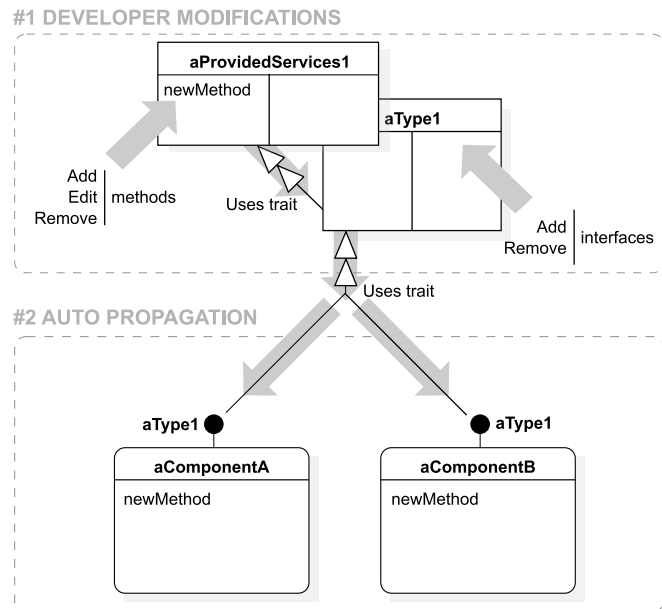 #1 DEVELOPER MODIFICATIONS
aProvidedServices1
newMethod
aType1
Add
Edit
Remove
methods
Uses trait
Add
Remove
interfaces
Uses trait
#2 AUTO PROPAGATION
aType1
aType1
aComponentA
newMethod
aComponentB
newMethod